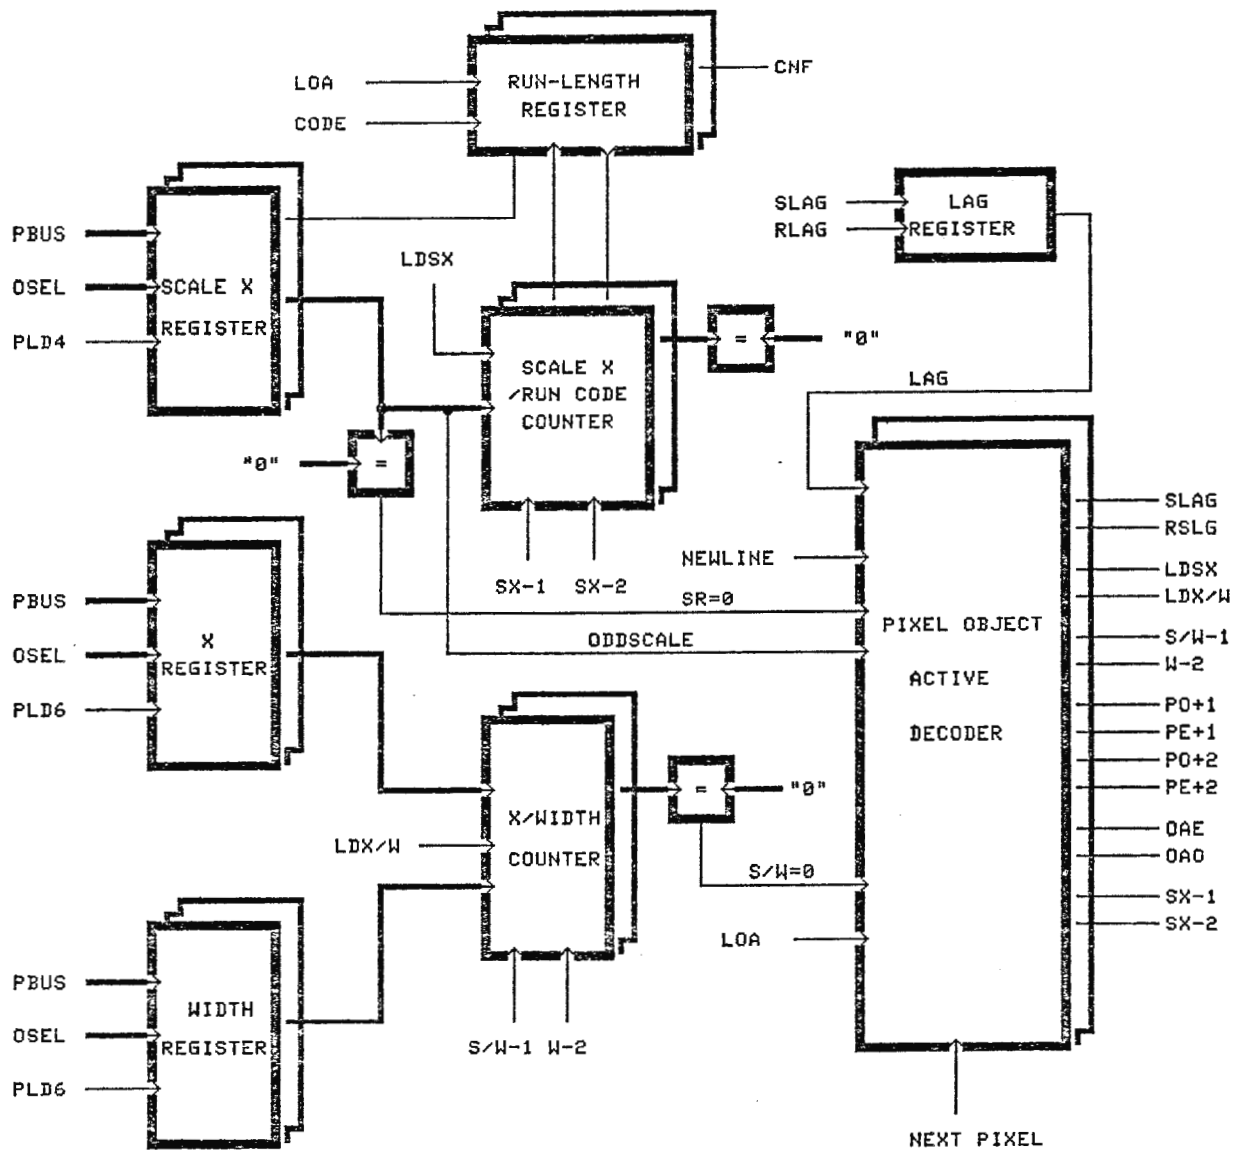 LOA
CODE
RUN-LENGTH
REGISTER
CNF
PBUS
OSEL
PLD4
SCALE X
REGISTER
SLAG
RLAG
LAG
REGISTER
LDSX
SCALE X
/RUN CODE
COUNTER
=
"0"
LAG
"0"
=
SX-1
SX-2
NEWLINE
SR=0
ODDSCALE
PBUS
OSEL
PLD6
X
REGISTER
PIXEL OBJECT
ACTIVE
DECODER
SLAG
RSLG
LDSX
LDX/W
S/W-1
W-2
PO+1
PE+1
PO+2
PE+2
OAE
OAO
SX-1
SX-2
LDX/W
X/WIDTH
COUNTER
=
"0"
S/W=0
LOA
PBUS
OSEL
PLD6
WIDTH
REGISTER
S/W-1
W-2
NEXT PIXEL